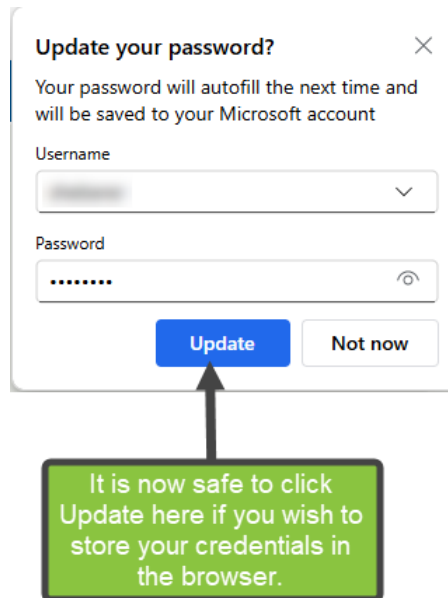 Update your password?
Your password will autofill the next time and
will be saved to your Microsoft account
Username
Password
••••••••
Update
Not now
It is now safe to click
Update here if you wish to
store your credentials in
the browser.